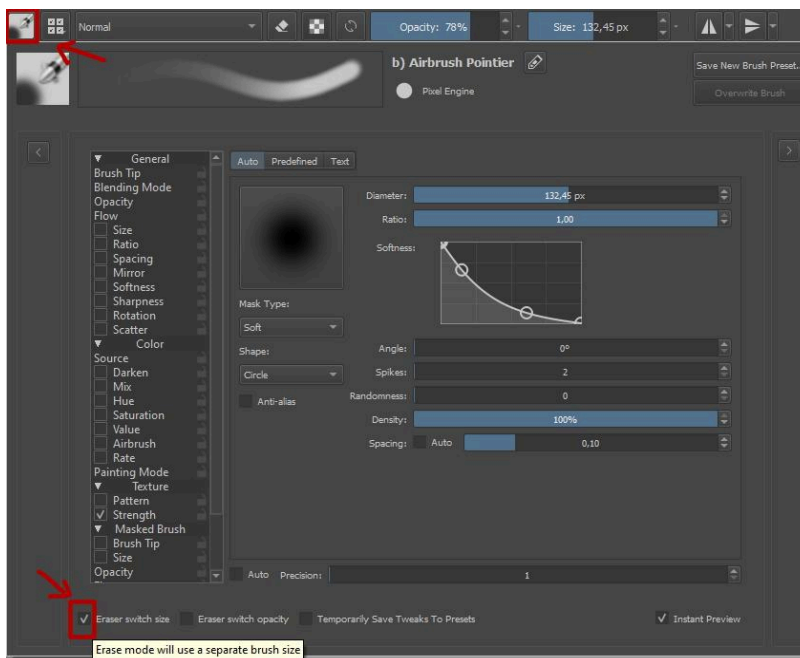 Normal
Opacity: 78%
Size: 132,45 px
b) Airbrush Pointier
Pixel Engine
Save New Brush Preset...
Overwrite Brush
General
Brush Tip
Blending Mode
Opacity
Flow
Size
Ratio
Spacing
Mirror
Softness
Sharpness
Rotation
Scatter
Color
Source
Darken
Mix
Hue
Saturation
Value
Airbrush
Rate
Painting Mode
Texture
Pattern
Strength
Masked Brush
Brush Tip
Size
Opacity
Auto Predefined Text
Diameter: 132,45 px
Ratio: 1,00
Softness:
Mask Type:
Soft
Shape:
Circle
Anti-alias
Angle: 0°
Spikes: 2
Randomness: 0
Density: 100%
Spacing: Auto 0,10
Auto Precision: 1
Eraser switch size Eraser switch opacity Temporarily Save Tweaks To Presets Instant Preview
Erase mode will use a separate brush size